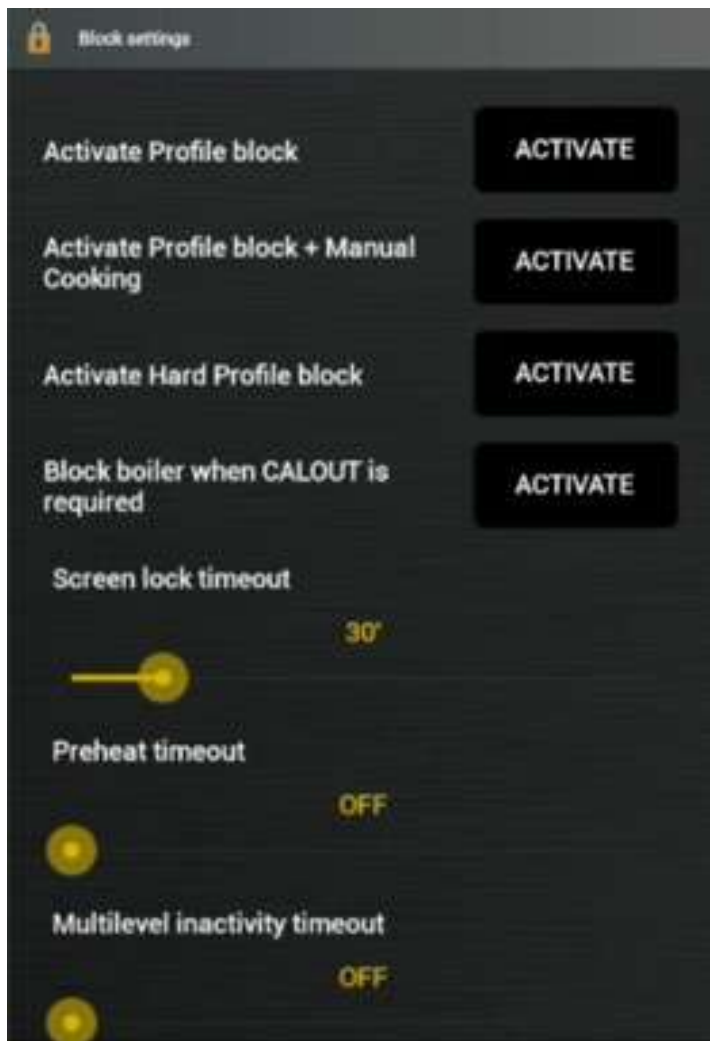 Block settings
Activate Profile block
ACTIVATE
Activate Profile block + Manual
Cooking
ACTIVATE
Activate Hard Profile block
ACTIVATE
Block boiler when CALOUT is
required
ACTIVATE
Screen lock timeout
30"
Preheat timeout
OFF
Multilevel inactivity timeout
OFF